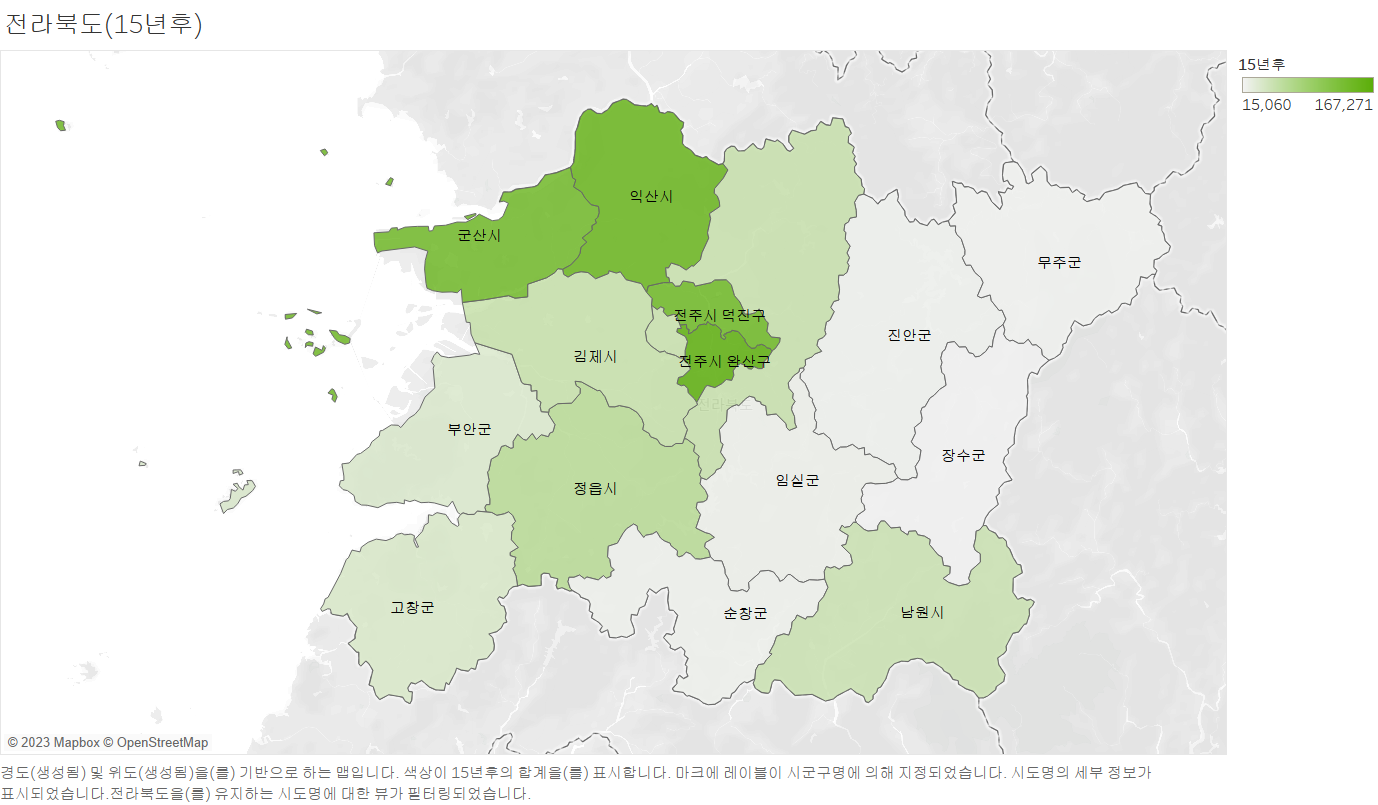 전라북도(15년후)
15년후
15,060 167,271
익산시
군산시
무주군
전주시 덕진구
진안군
김제시
전주시 완산구
전라북도
부안군
장수군
임실군
정읍시
고창군
순창군
남원시
© 2023 Mapbox © OpenStreetMap
경도(생성됨) 및 위도(생성됨)을(를) 기반으로 하는 맵입니다. 색상이 15년후의 합계을(를) 표시합니다. 마크에 레이블이 시군구명에 의해 지정되었습니다. 시도명의 세부 정보가
표시되었습니다.전라북도을(를) 유지하는 시도명에 대한 뷰가 필터링되었습니다.